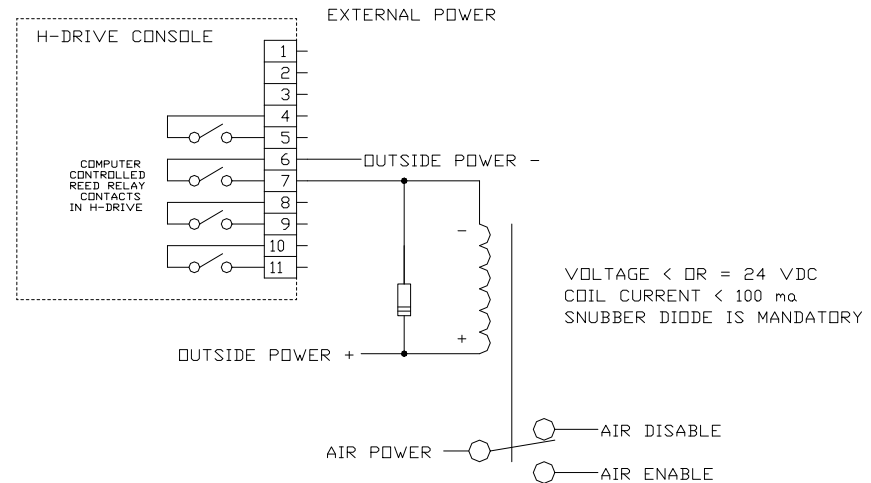 EXTERNAL POWER
H-DRIVE CONSOLE
1
2
3
4
5
6
7
8
9
10
11
COMPUTER
CONTROLLED
REED RELAY
CONTACTS
IN H-DRIVE
OUTSIDE POWER -
-
+
OUTSIDE POWER +
VOLTAGE < OR = 24 VDC
COIL CURRENT < 100 ma
SNUBBER DIODE IS MANDATORY
AIR POWER
AIR DISABLE
AIR ENABLE